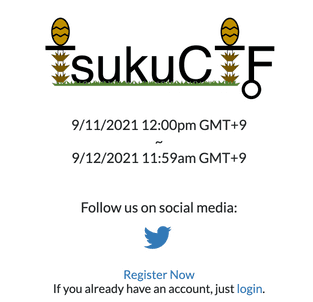 TsukuCTF
9/11/2021 12:00pm GMT+9
~
9/12/2021 11:59am GMT+9
Follow us on social media:
Register Now
If you already have an account, just login.